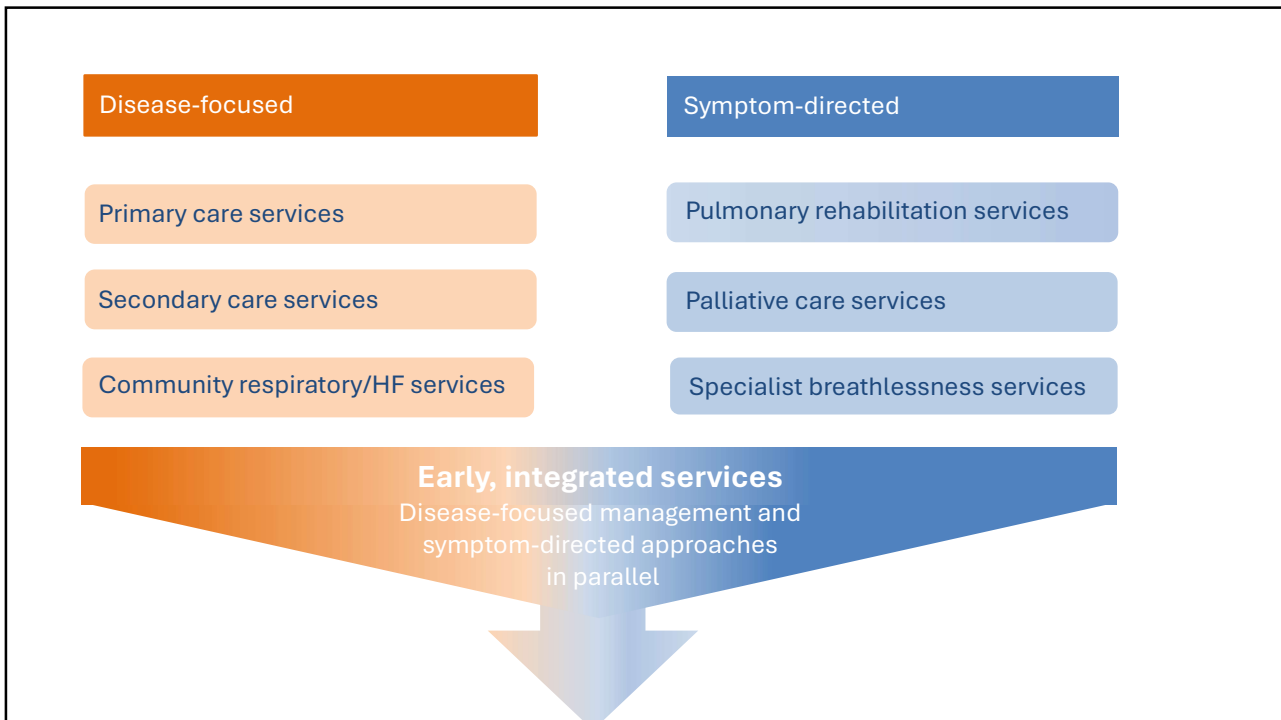 Disease-focused
Symptom-directed
Primary care services
Pulmonary rehabilitation services
Secondary care services
Palliative care services
Community respiratory/HF services
Specialist breathlessness services
Early, integrated services
Disease-focused management and
symptom-directed approaches
in parallel